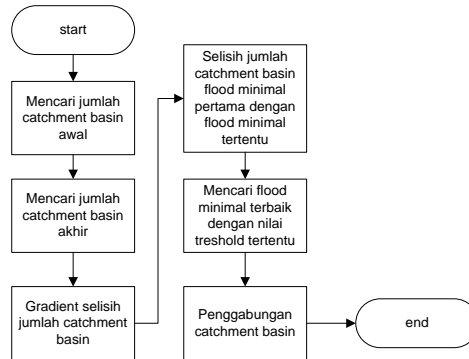 start
Mencari jumlah
catchment basin
awal
Mencari jumlah
catchment basin
akhir
Gradient selisih
jumlah catchment
basin
Selisih jumlah
catchment basin
flood minimal
pertama dengan
flood minimal
tertentu
Mencari flood
minimal terbaik
dengan nilai
treshold tertentu
Penggabungan
catchment basin
end